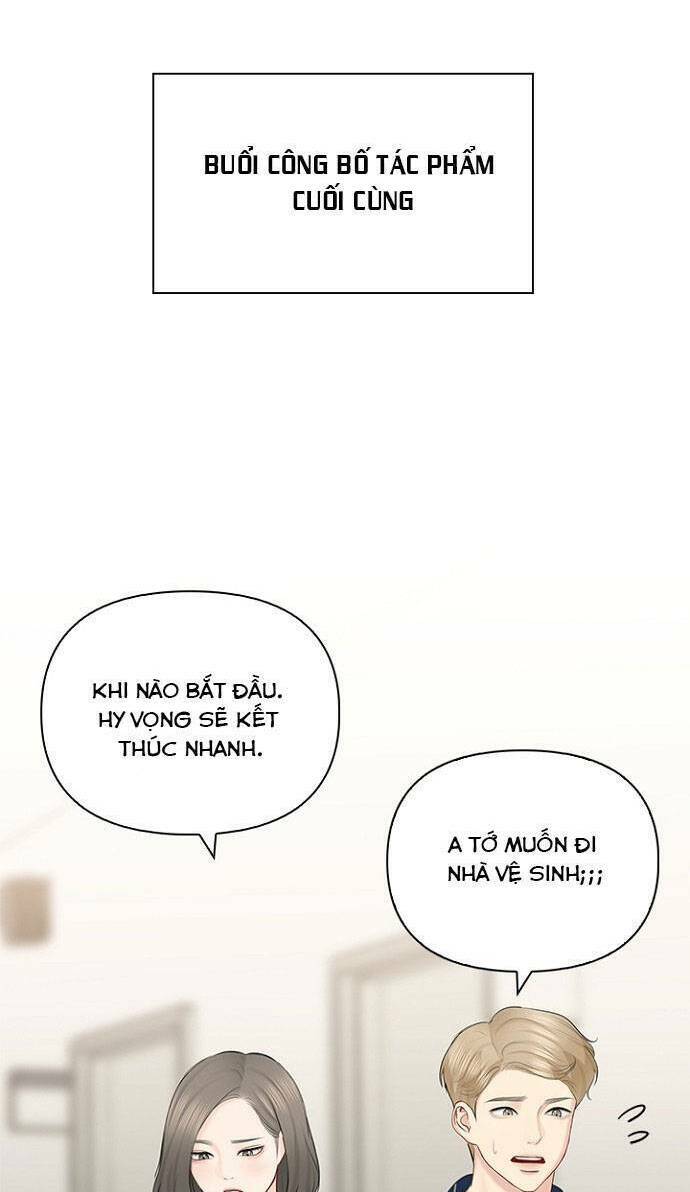 BUỔI CÔNG BỐ TÁC PHẨM
CUỐI CÙNG
KHI NÀO BẮT ĐẦU.
HY VỌNG SẼ KẾT
THÚC NHANH.
A TỚ MUỐN ĐI
NHÀ VỆ SINH;;;